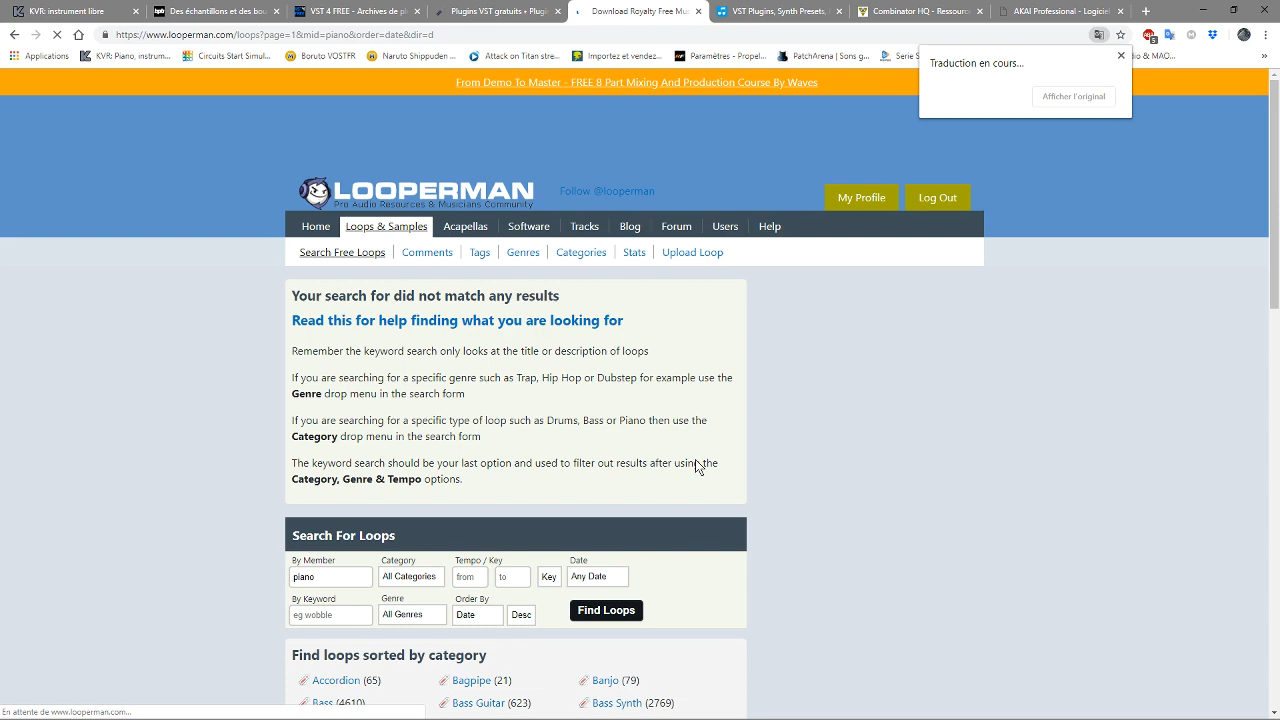 KVR: Instrument libre
Des échantillons et des bou
VST 4 FREE - Archives de pl
Plugins gratuits - Plugin
Download Royalty Free Mus
VST Plugins, Synth Presets
Combinator HQ - Ressourc
AKAI Professional - Logiciel
https://www.looperman.com/loops?page=1&mid=piano&order=date&dir=d
Applications
KVR: Piano, instrum...
Circuits Start Simul...
Boruto VOSTFR
Naruto Shippuden ...
Attack on Titan stre...
Importez et vendez...
Paramètres - Propel...
PatchArena | Synth...
From Demo To Master - FREE 8 Part Mixing And Production Course By Waves
Traduction en cours...
Afficher l'original
LOOPERMAN
Pro Audio Resources & Musicians Community
Follow @looperman
My Profile
Log Out
Home Loops & Samples Acapellas Software Tracks Blog Forum Users Help
Search Free Loops Comments Tags Genres Categories Stats Upload Loop
Your search for did not match any results
Read this for help finding what you are looking for
Remember the keyword search only looks at the title or description of loops
If you are searching for a specific genre such as Trap, Hip Hop or Dubstep for example use the
Genre drop menu in the search form
If you are searching for a specific type of loop such as Drums, Bass or Piano then use the
Category drop menu in the search form
The keyword search should be your last option and used to filter out results after using the
Category, Genre & Tempo options.
Search For Loops
By Member Category Tempo / Key Date
piano All Categories from to Key Any Date
By Keyword Genre Order By
eg wobble All Genres Date Desc Find Loops
Find loops sorted by category
Accordion (65) Bagpipe (21) Banjo (79)
Bass (4610) Bass Guitar (623) Bass Synth (2769)
En attente de www.looperman.com...